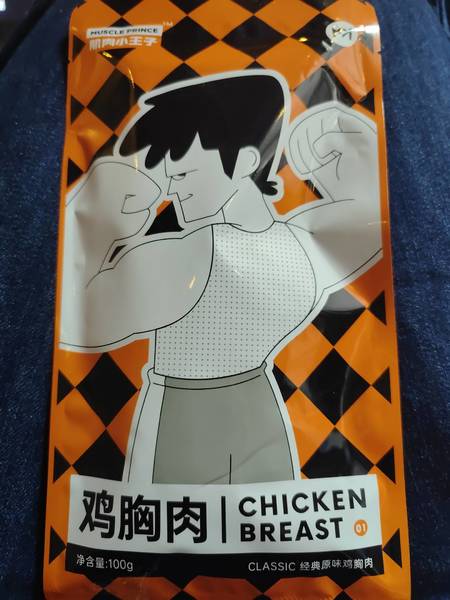 MUSCLE PRINCE™
肌肉小王子
鸡胸肉
CHICKEN
BREAST 01
净含量:100g
CLASSIC 经典原味鸡胸肉